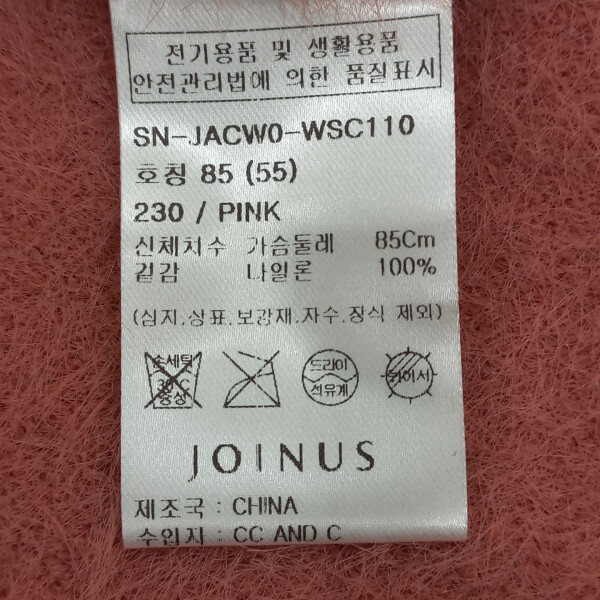 전기용품 및 생활용품
안전관리법에 의한 품질표시
SN-JACW0-WSC110
호칭 85 (55)
230 / PINK
신체치수 가슴둘레 85Cm
겉감 나일론 100%
(심지,상표,보강재,자수,장식 제외)
손세탁 드라이
30°C 석유계 뉘어서
중성
JOINUS
제조국 : CHINA
수입자 : CC AND C